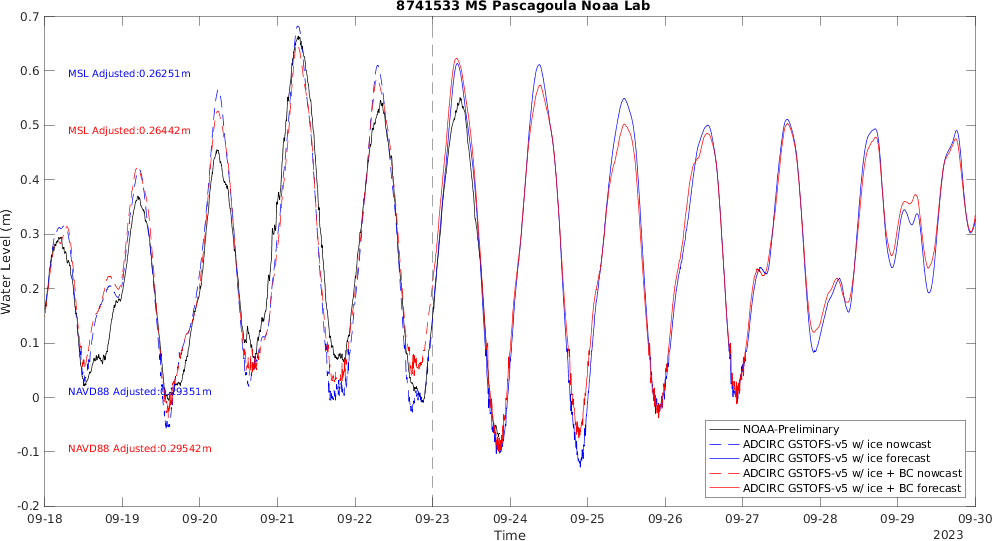 8741533 MS Pascagoula Noaa Lab
0.7
0.6
0.5
0.4
0.3
0.2
0.1
0
-0.1
-0.2
Water Level (m)
MSL Adjusted:0.26251m
MSL Adjusted:0.26442m
NAVD88 Adjusted:0.29351m
NAVD88 Adjusted:0.29542m
NOAA-Preliminary
ADCIRC GSTOFS-v5 w/ ice nowcast
ADCIRC GSTOFS-v5 w/ ice forecast
ADCIRC GSTOFS-v5 w/ ice + BC nowcast
ADCIRC GSTOFS-v5 w/ ice + BC forecast
09-18 09-19 09-20 09-21 09-22 09-23 09-24 09-25 09-26 09-27 09-28 09-29 09-30
Time
2023